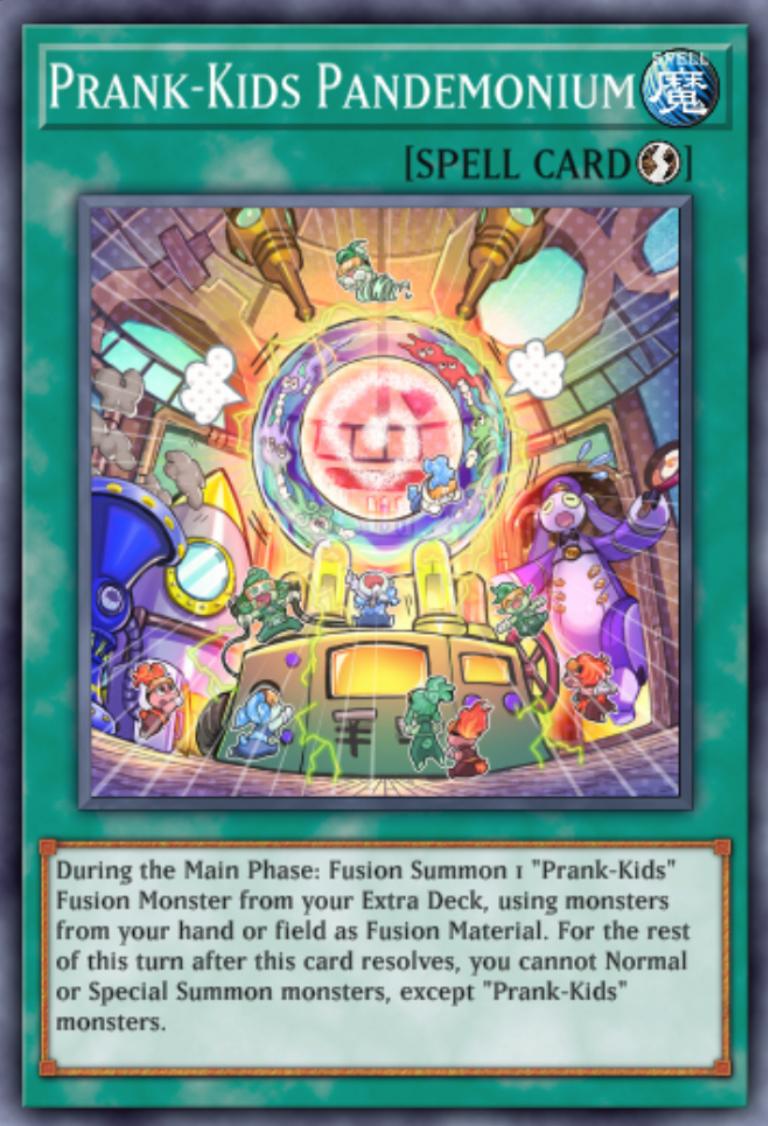 PRANK-KIDS PANDEMONIUM
SPELL
魔
[SPELL CARD]
During the Main Phase: Fusion Summon 1 "Prank-Kids"
Fusion Monster from your Extra Deck, using monsters
from your hand or field as Fusion Material. For the rest
of this turn after this card resolves, you cannot Normal
or Special Summon monsters, except "Prank-Kids"
monsters.